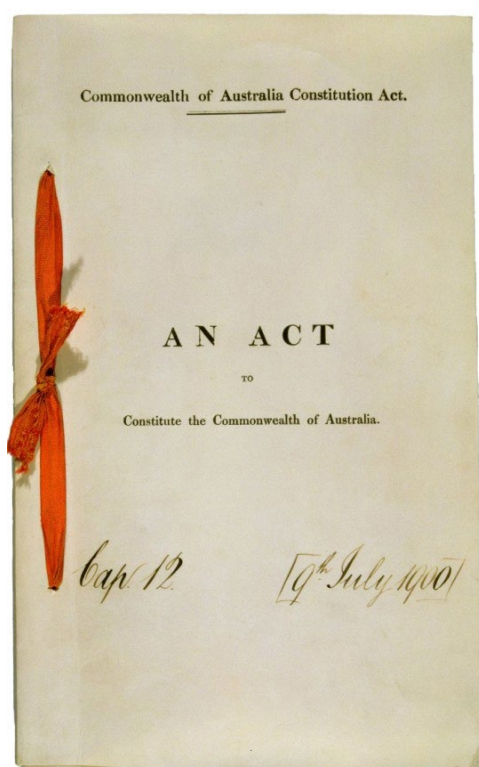 Commonwealth of Australia Constitution Act.
AN ACT
TO
Constitute the Commonwealth of Australia.
Cap. 12. [9th July 1900]